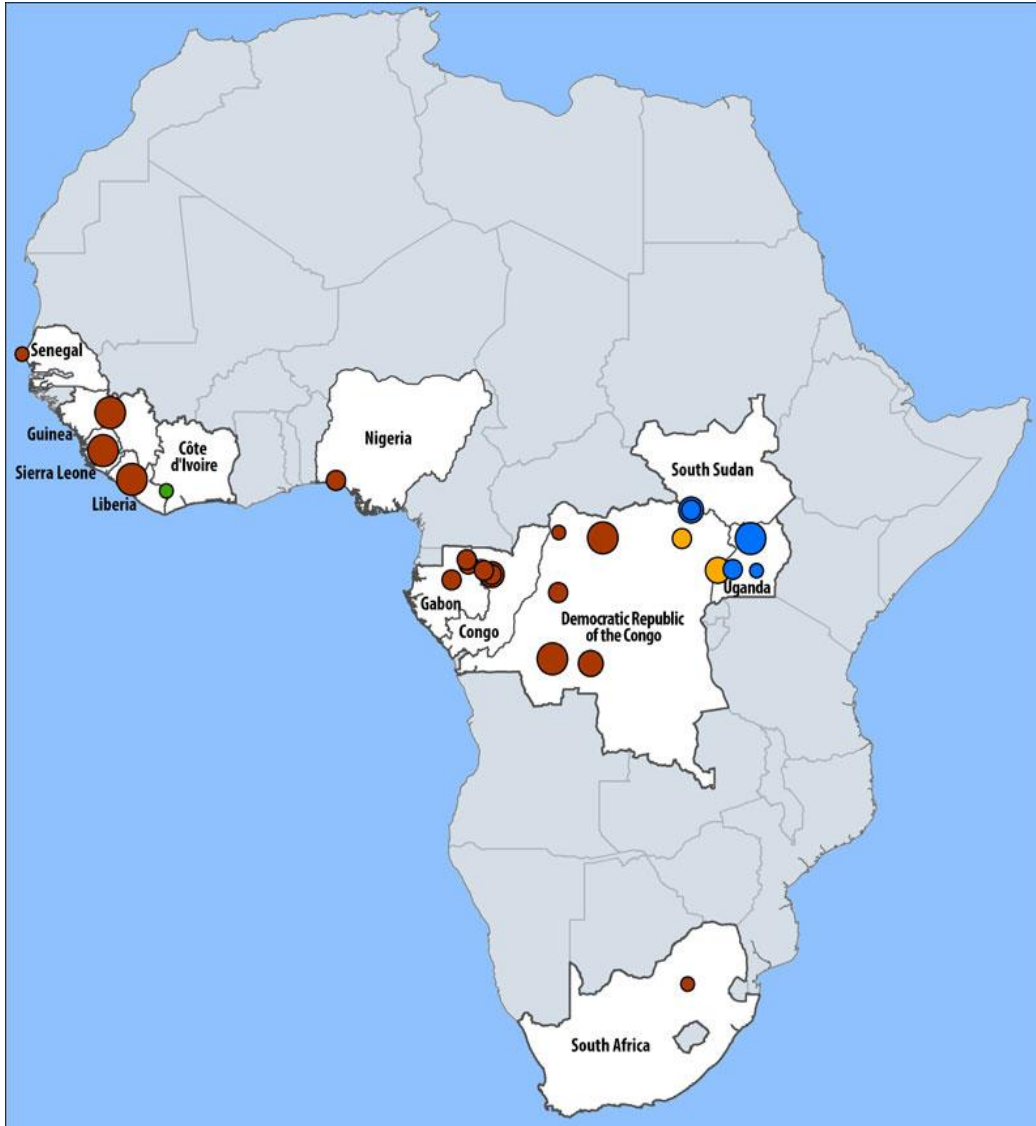 Senegal
Guinea
Sierra Leone
Liberia
Côte
d'Ivoire
Nigeria
South Sudan
Uganda
Gabon
Congo
Democratic Republic
of the Congo
South Africa